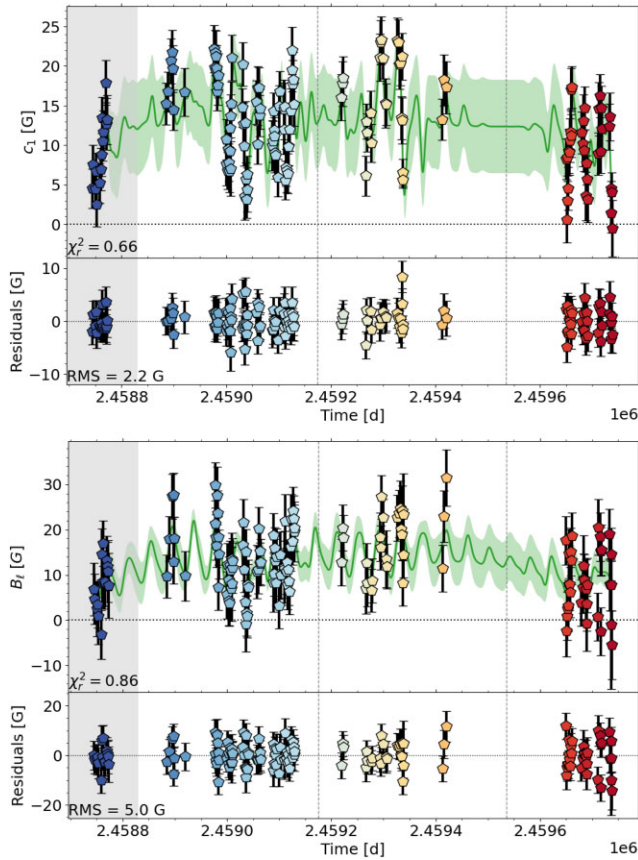 25
20
15
10
5
0
c₁ [G]
χ²ᵣ = 0.66
10
0
−10
Residuals [G]
RMS = 2.2 G
2.4588 2.4590 2.4592 2.4594 2.4596
Time [d] 1e6
40
30
20
10
0
−10
Bℓ [G]
χ²ᵣ = 0.86
20
0
−20
Residuals [G]
RMS = 5.0 G
2.4588 2.4590 2.4592 2.4594 2.4596
Time [d] 1e6